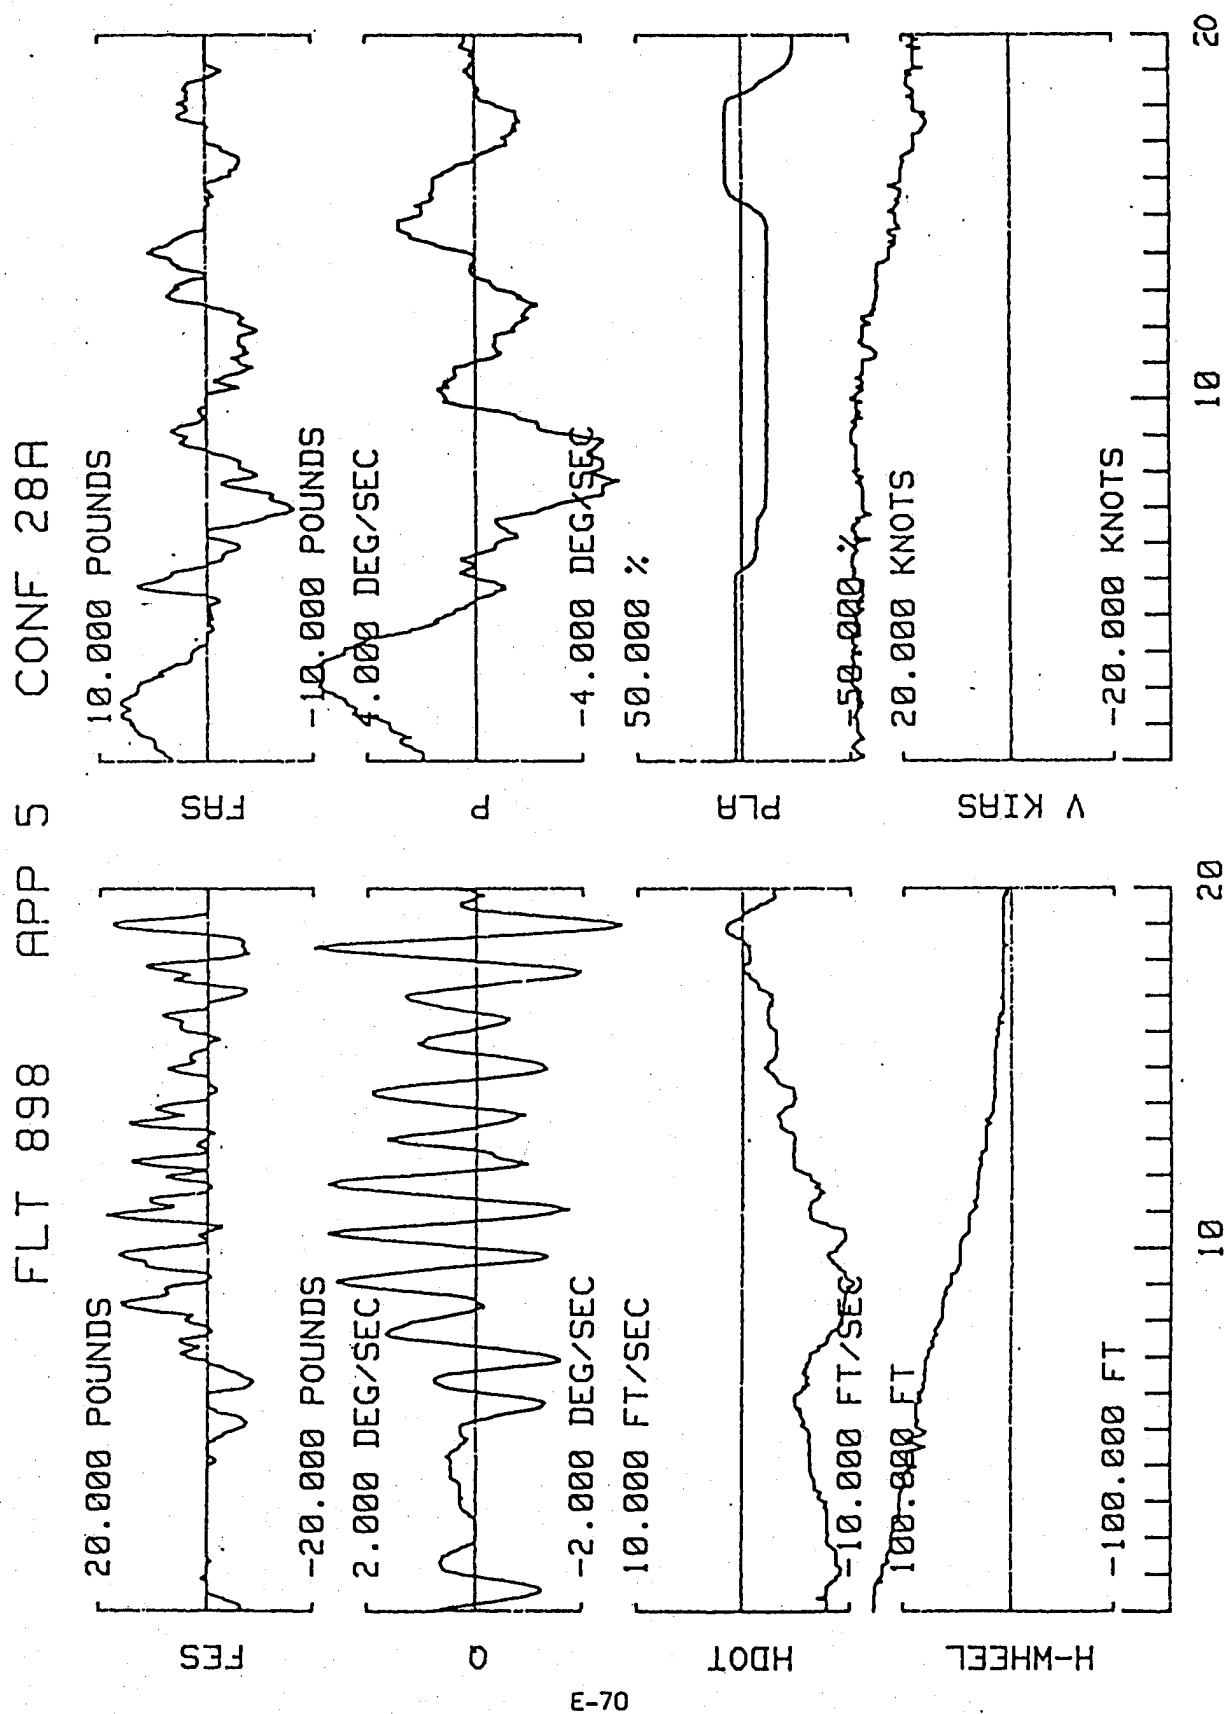 FLT 898 APP 5 CONF 28A
FES
20.000 POUNDS
-20.000 POUNDS
Q
2.000 DEG/SEC
-2.000 DEG/SEC
HDOT
10.000 FT/SEC
-10.000 FT/SEC
H-WHEEL
100.000 FT
-100.000 FT
10
20
FAS
10.000 POUNDS
-10.000 POUNDS
P
4.000 DEG/SEC
-4.000 DEG/SEC
PLA
50.000 %
-50.000 %
V KIAS
20.000 KNOTS
-20.000 KNOTS
10
20
E-70